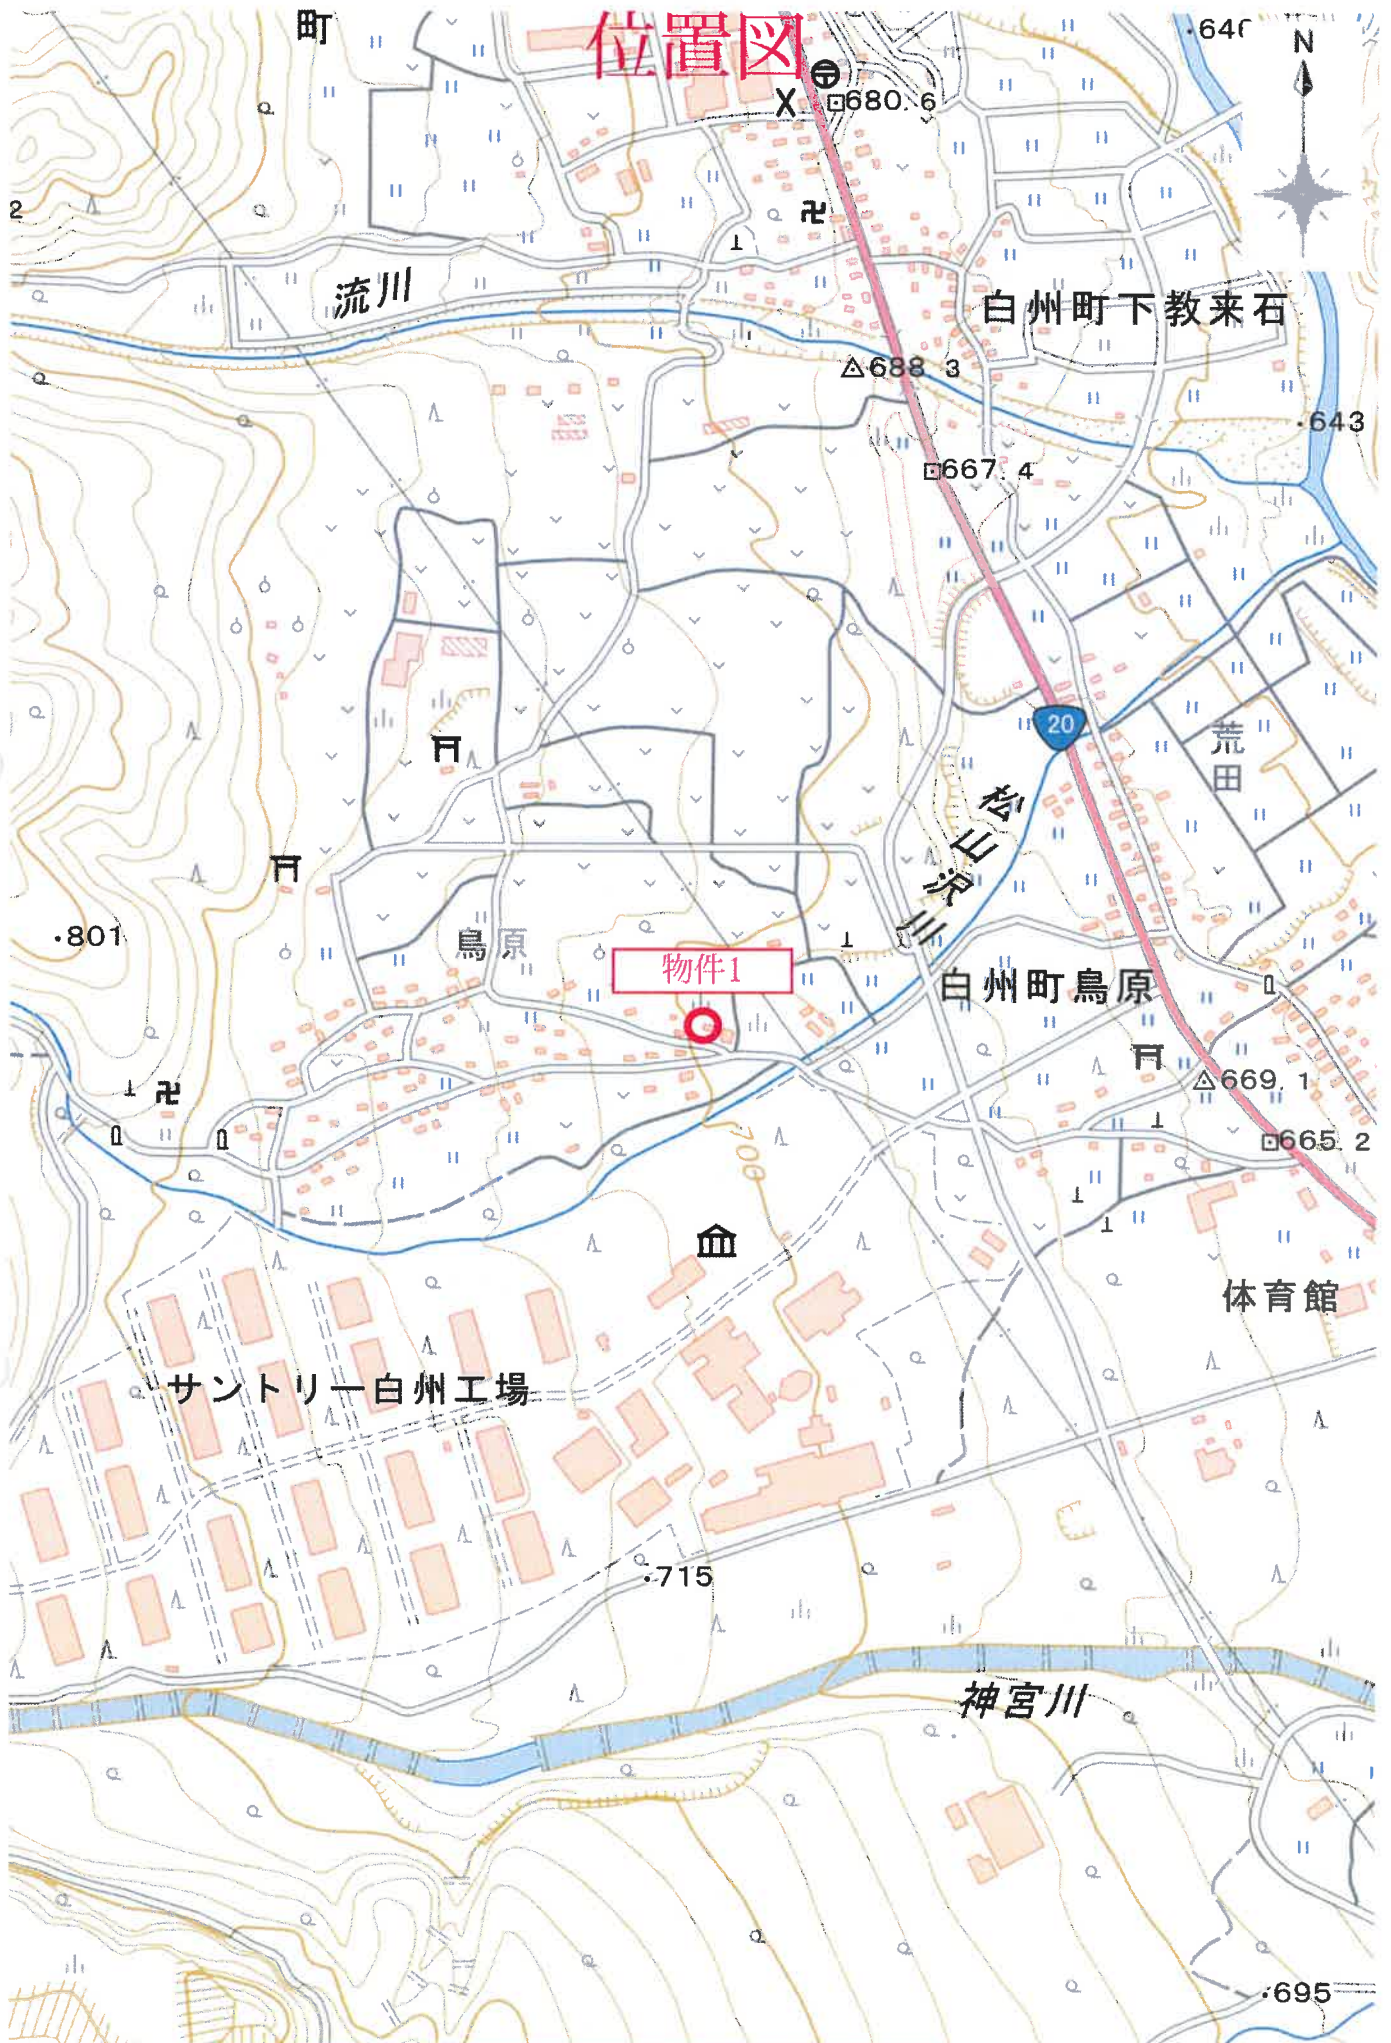 町
位置図
.646
N
680.6
2
流川
白州町下教来石
688.3
.643
667.4
20
荒田
松山沢川
.801
鳥原
物件1
白州町鳥原
669.1
665.2
700
体育館
サントリー白州工場
.715
神宮川
.695